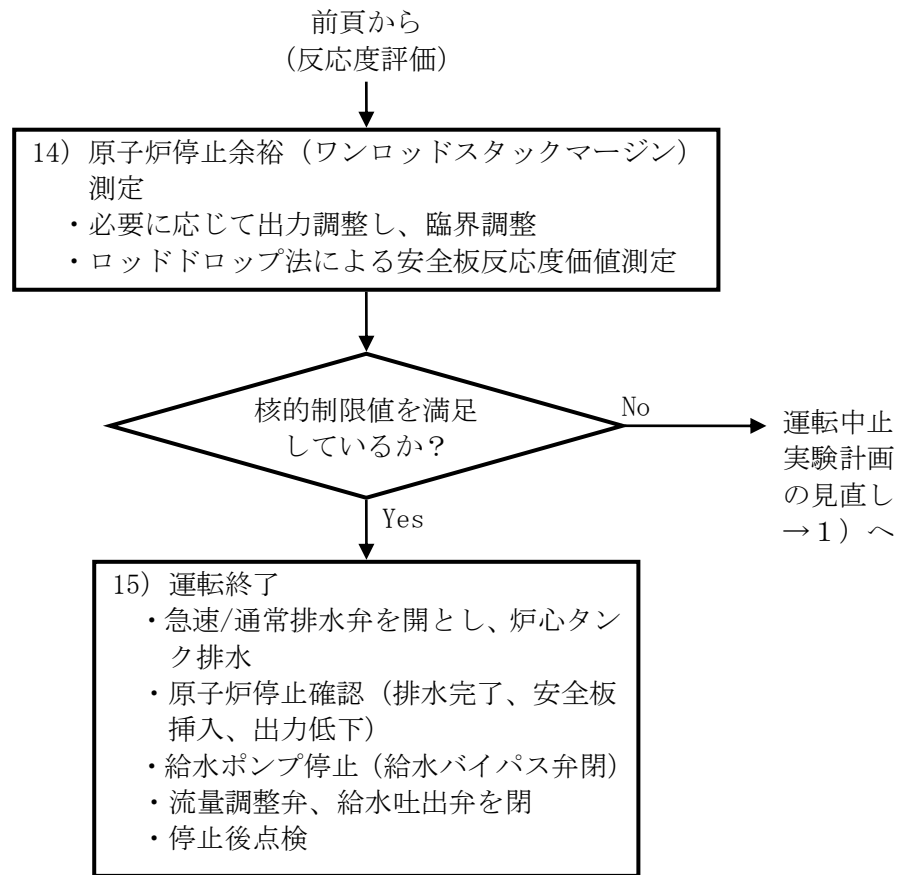 前頁から
(反応度評価)
14) 原子炉停止余裕（ワンロッドスタックマージン）
測定
・必要に応じて出力調整し、臨界調整
・ロッドドロップ法による安全板反応度価値測定
核的制限値を満足
しているか？
No
運転中止
実験計画
の見直し
→１）へ
Yes
15) 運転終了
・急速/通常排水弁を開とし、炉心タン
ク排水
・原子炉停止確認（排水完了、安全板
挿入、出力低下）
・給水ポンプ停止（給水バイパス弁閉）
・流量調整弁、給水吐出弁を閉
・停止後点検